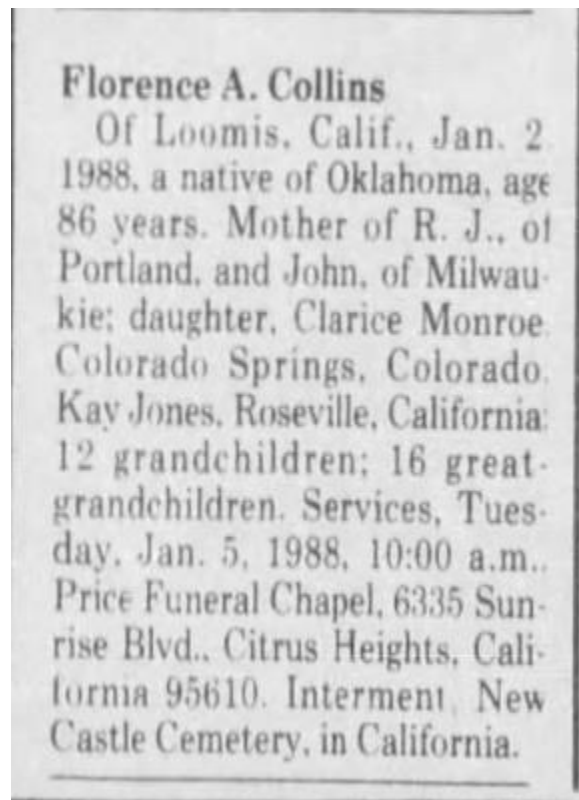 Florence A. Collins
Of Loomis, Calif., Jan. 2
1988, a native of Oklahoma, age
86 years. Mother of R. J., of
Portland, and John, of Milwau-
kie; daughter, Clarice Monroe
Colorado Springs, Colorado.
Kay Jones, Roseville, California;
12 grandchildren; 16 great-
grandchildren. Services, Tues-
day, Jan. 5, 1988, 10:00 a.m.,
Price Funeral Chapel, 6335 Sun-
rise Blvd., Citrus Heights, Cali-
fornia 95610. Interment, New
Castle Cemetery, in California.